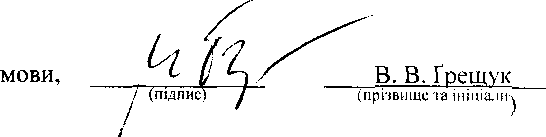 мови, В. В. Ґрещук
(підпис) (прізвище та ініціали)